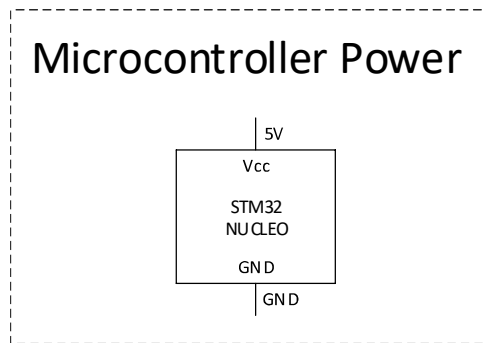 Microcontroller Power
5V
Vcc
STM32
NUCLEO
GND
GND